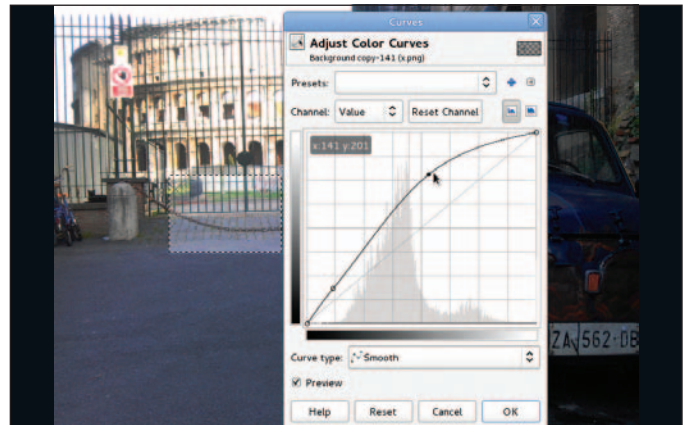 Curves
Adjust Color Curves
Background copy-141 (x.png)
Presets:
Channel: Value Reset Channel
x:141 y:201
Curve type: Smooth
Preview
Help Reset Cancel OK
ZA 562 DB